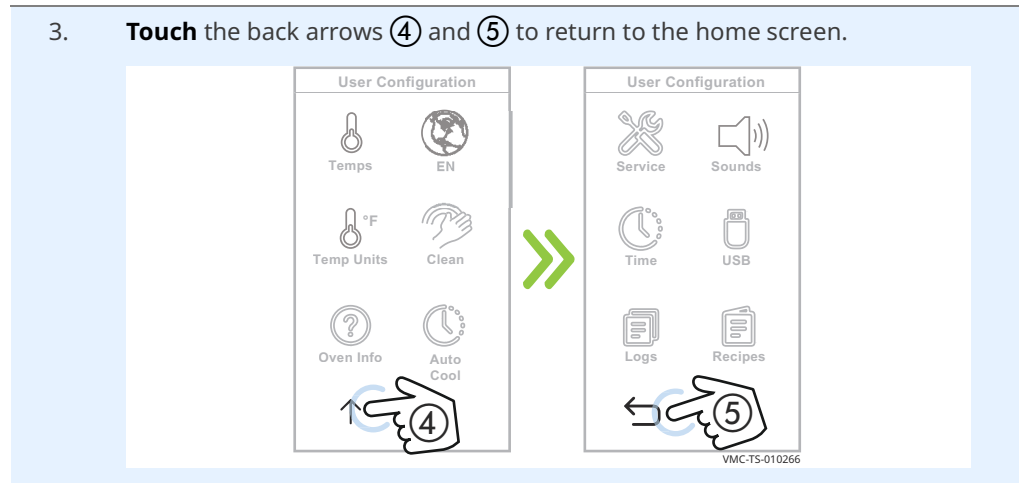 3. Touch the back arrows ④ and ⑤ to return to the home screen.
User Configuration
Temps
EN
°F
Temp Units
Clean
?
Oven Info
Auto
Cool
④
User Configuration
Service
Sounds
Time
USB
Logs
Recipes
⑤
VMC-TS-010266